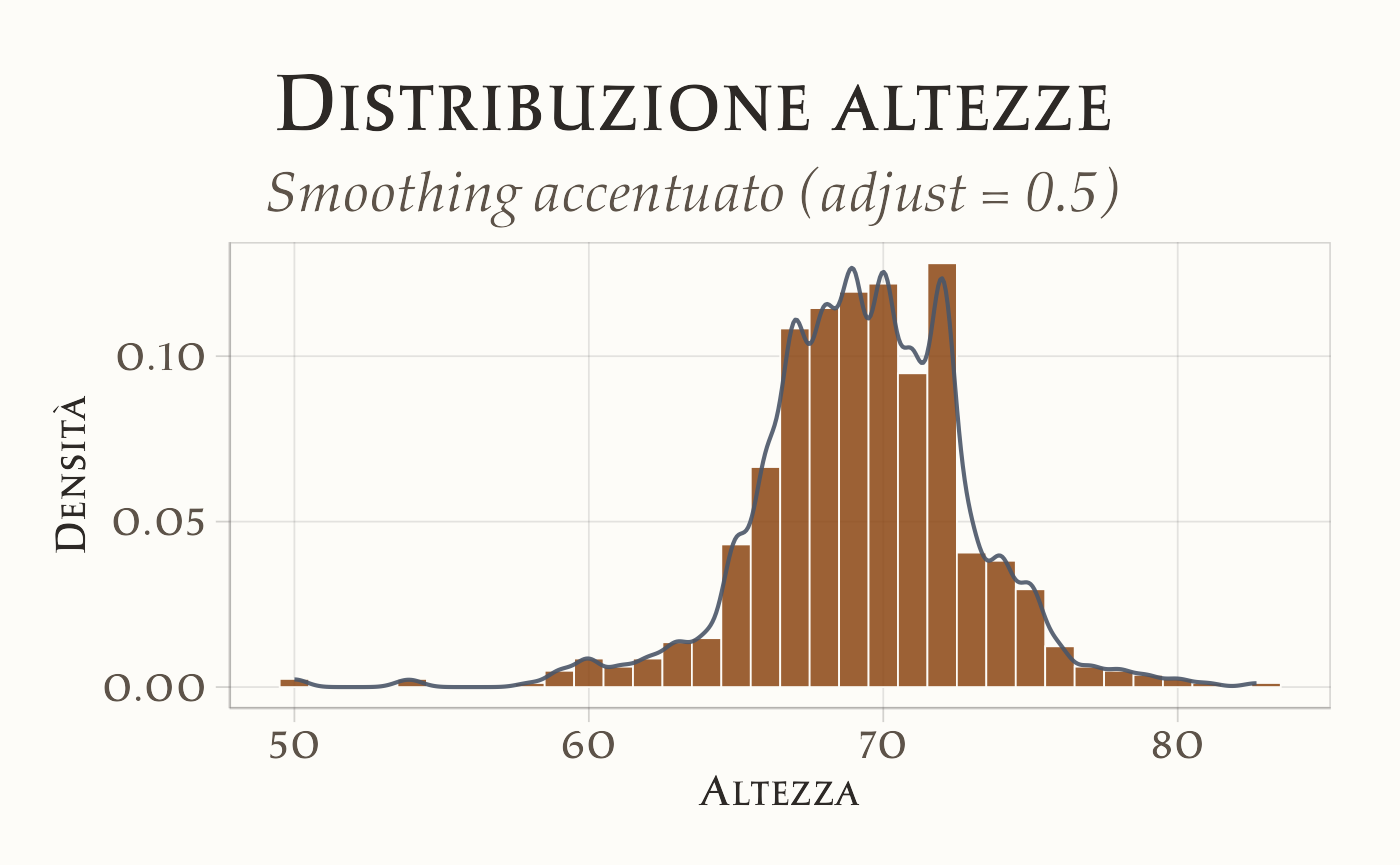 Distribuzione altezze
Smoothing accentuato (adjust = 0.5)
Densità
0.10
0.05
0.00
50 60 70 80
Altezza